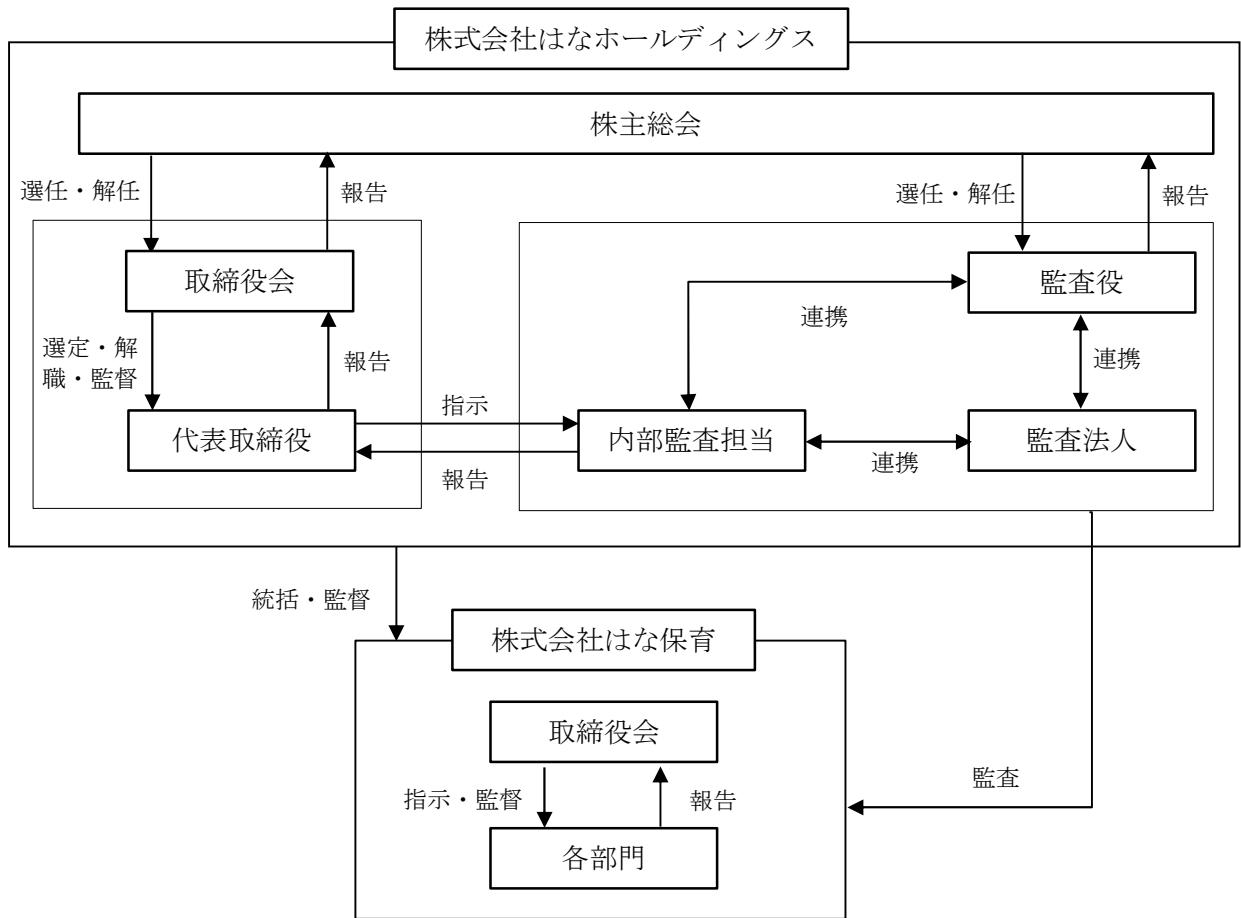 株式会社はなホールディングス
株主総会
選任・解任
報告
選任・解任
報告
取締役会
監査役
連携
選定・解
職・監督
報告
連携
指示
代表取締役
内部監査担当
監査法人
報告
連携
統括・監督
株式会社はな保育
取締役会
監査
指示・監督
報告
各部門